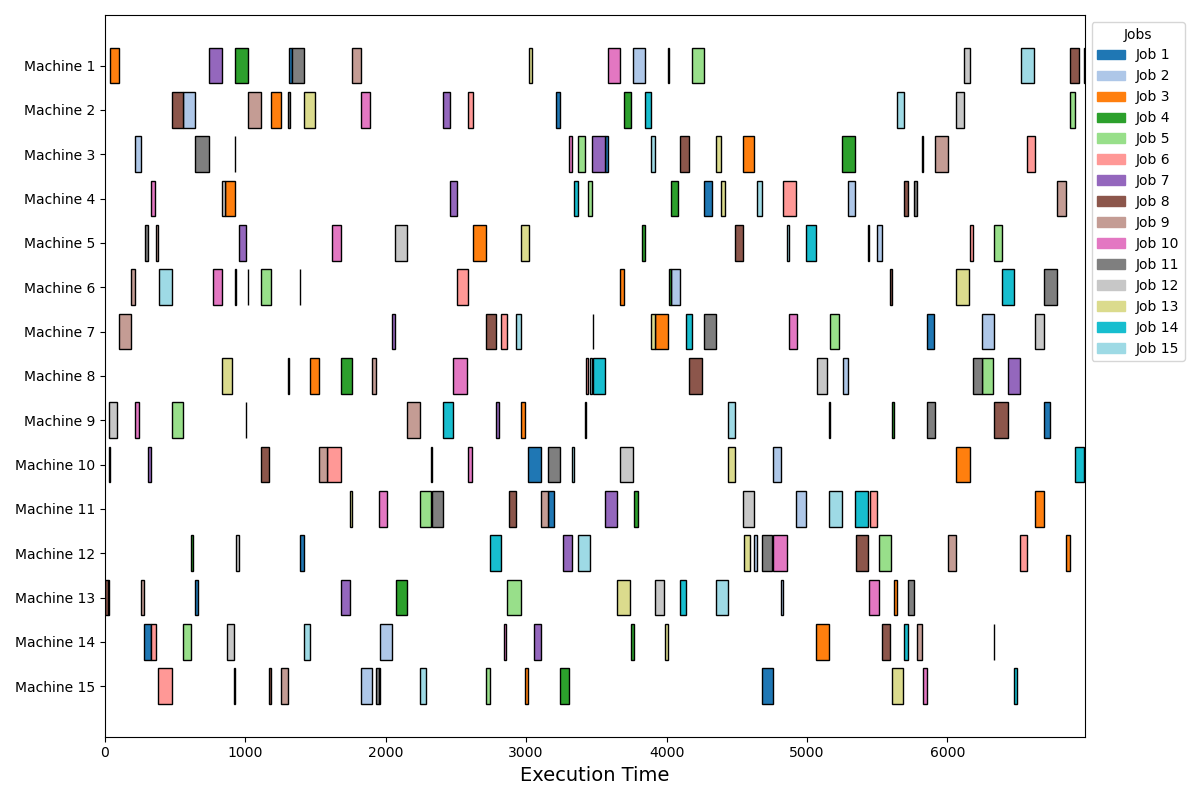 Machine 1
Machine 2
Machine 3
Machine 4
Machine 5
Machine 6
Machine 7
Machine 8
Machine 9
Machine 10
Machine 11
Machine 12
Machine 13
Machine 14
Machine 15
0 1000 2000 3000 4000 5000 6000
Execution Time
Jobs
Job 1
Job 2
Job 3
Job 4
Job 5
Job 6
Job 7
Job 8
Job 9
Job 10
Job 11
Job 12
Job 13
Job 14
Job 15